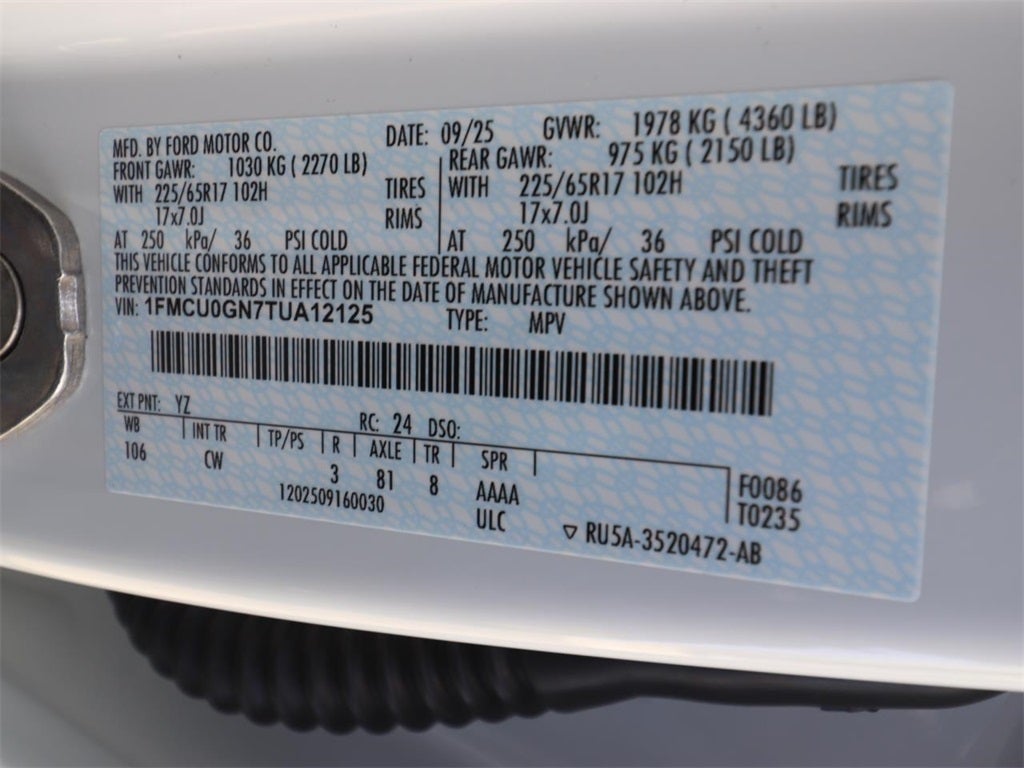 MFD. BY FORD MOTOR CO. DATE: 09/25 GVWR: 1978 KG ( 4360 LB)
FRONT GAWR: 1030 KG ( 2270 LB) REAR GAWR: 975 KG ( 2150 LB)
WITH 225/65R17 102H TIRES WITH 225/65R17 102H TIRES
17x7.0J RIMS 17x7.0J RIMS
AT 250 kPa/ 36 PSI COLD AT 250 kPa/ 36 PSI COLD
THIS VEHICLE CONFORMS TO ALL APPLICABLE FEDERAL MOTOR VEHICLE SAFETY AND THEFT
PREVENTION STANDARDS IN EFFECT ON THE DATE OF MANUFACTURE SHOWN ABOVE.
VIN: 1FMCU0GN7TUA12125 TYPE: MPV
EXT PNT: YZ RC: 24 DSO:
WB INT TR TP/PS R AXLE TR SPR
106 CW 3 81 8 AAAA F0086
1202509160030 ULC T0235
▽ RU5A-3520472-AB